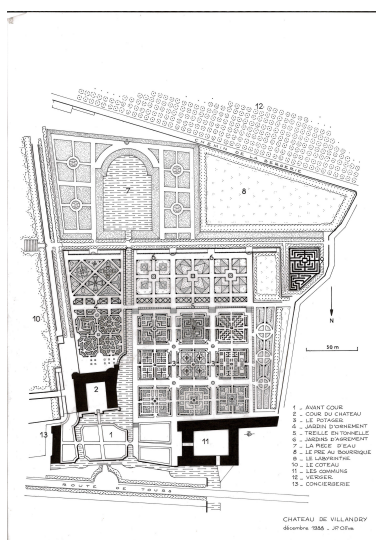 12
7
8
N
50 m
10
2
13
1
11
ROUTE DE TOURS
1 _ AVANT COUR
2 _ COUR DU CHATEAU
3 _ LE POTAGER
4 _ JARDIN D'ORNEMENT
5 _ TREILLE EN TONNELLE
6 _ JARDINS D'AGREMENT
7 _ LA PIECE D'EAU
8 _ LE PRE AU BOURRIQUE
9 _ LE LABYRINTHE
10 _ LE COTEAU
11 _ LES COMMUNS
12 _ VERGER
13 _ CONCIERGERIE
CHATEAU DE VILLANDRY
décembre 1988 _ JP Oliva